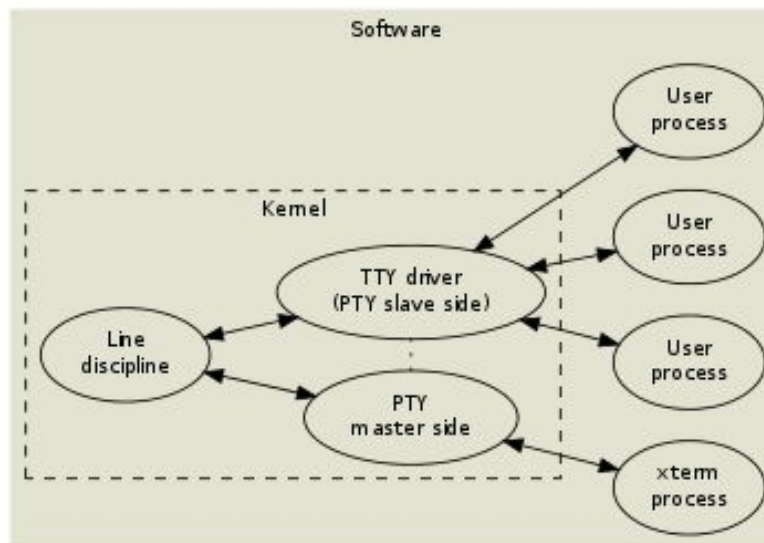 Software
User
process
Kernel
User
process
TTY driver
(PTY slave side)
Line
discipline
User
process
PTY
master side
xterm
process